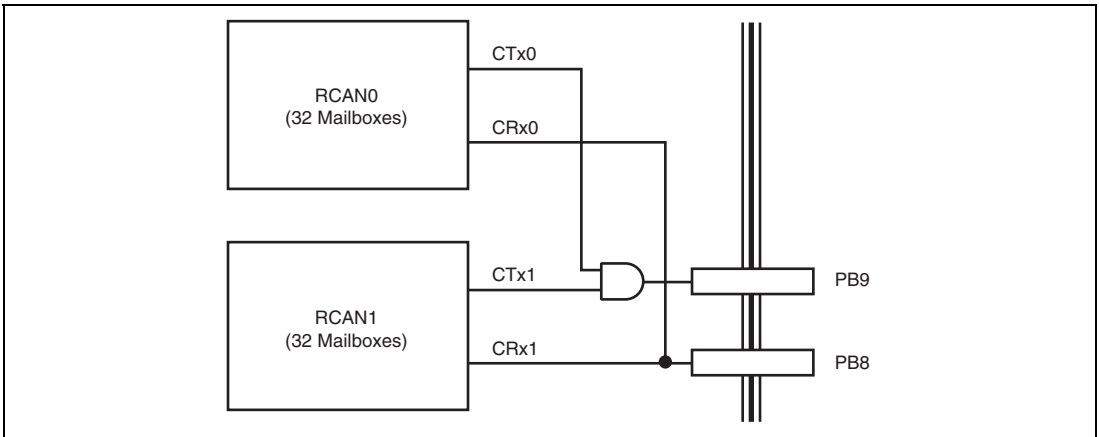 CTx0
RCAN0
(32 Mailboxes)
CRx0
CTx1
PB9
RCAN1
(32 Mailboxes)
CRx1
PB8